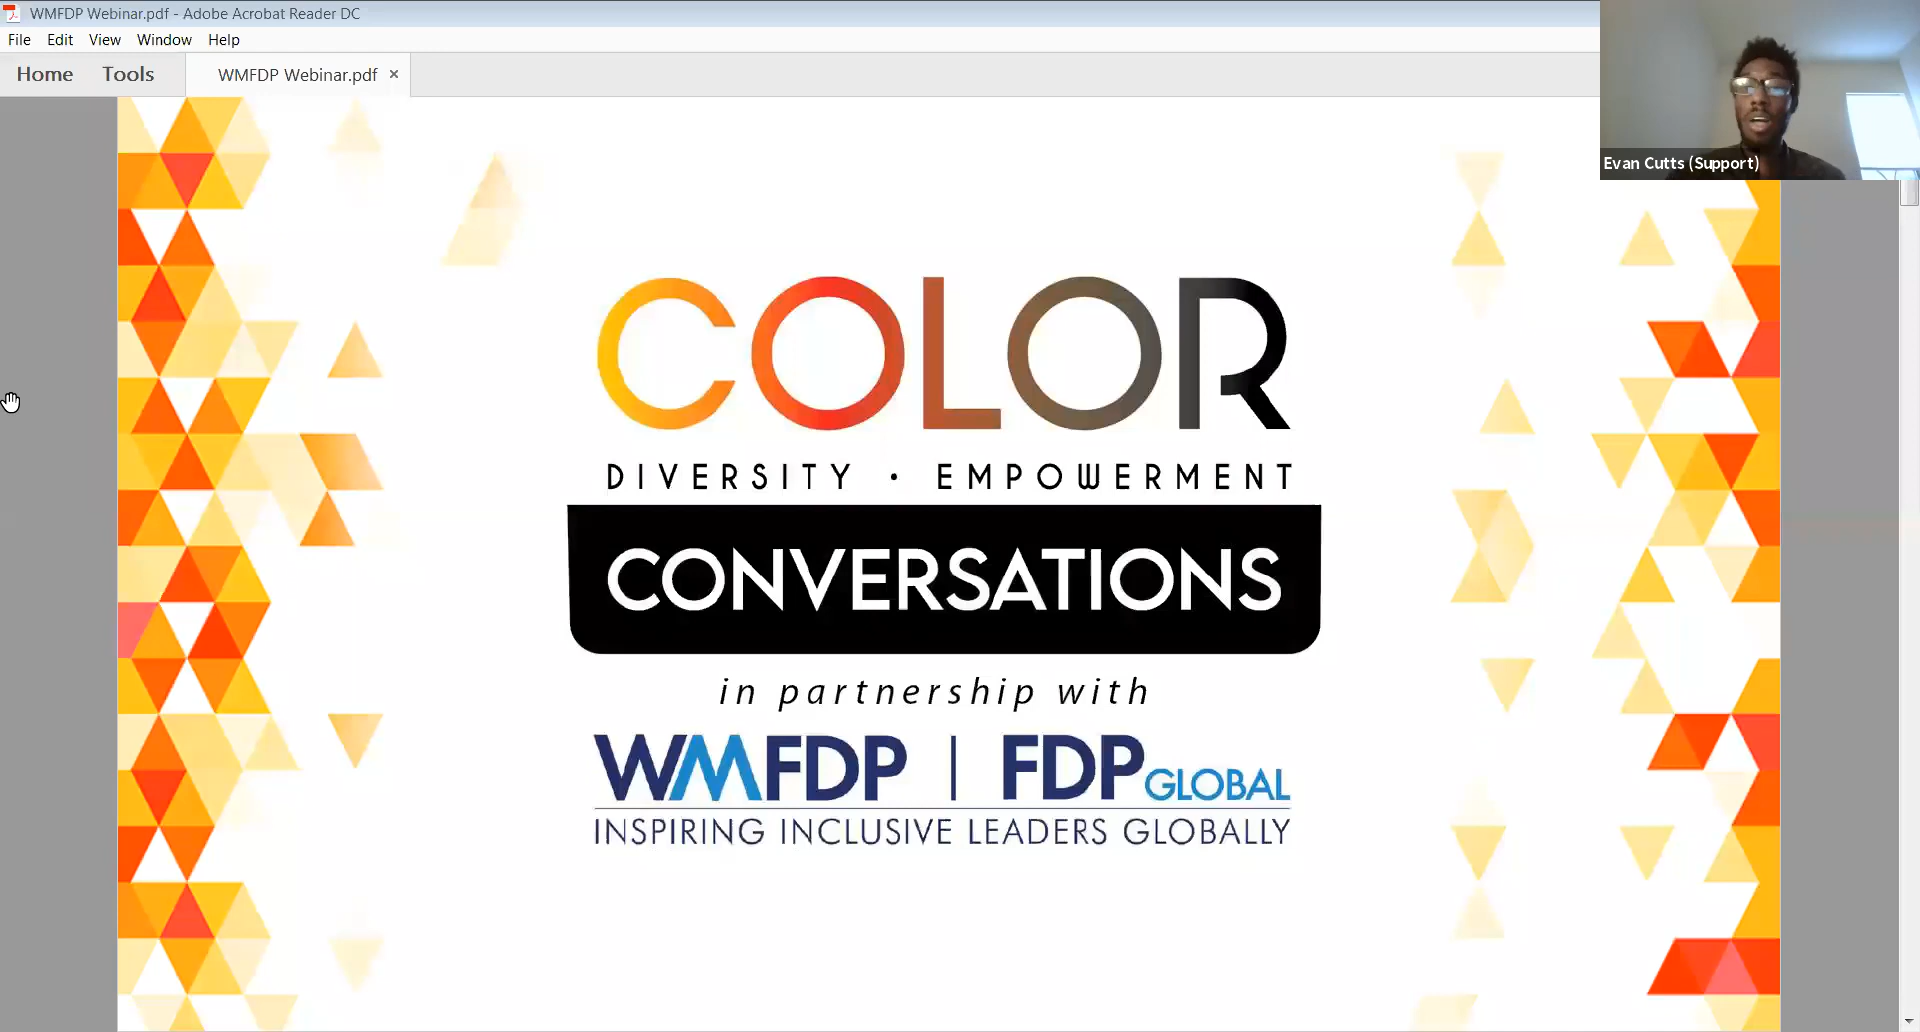 WMFDP Webinar.pdf - Adobe Acrobat Reader DC
File Edit View Window Help
Home Tools WMFDP Webinar.pdf ×
Evan Cutts (Support)
COLOR
DIVERSITY · EMPOWERMENT
CONVERSATIONS
in partnership with
WMFDP | FDP GLOBAL
INSPIRING INCLUSIVE LEADERS GLOBALLY